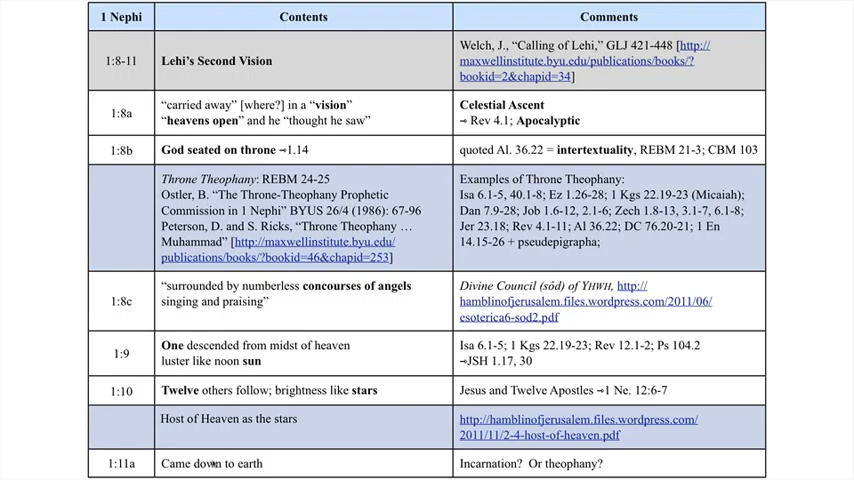 1 Nephi Contents Comments
1:8-11 Lehi's Second Vision
Welch, J., “Calling of Lehi,” GLJ 421-448 [http://
maxwellinstitute.byu.edu/publications/books/?
bookid=2&chapid=34]
1:8a
“carried away” [where?] in a “vision”
“heavens open” and he “thought he saw”
Celestial Ascent
→ Rev 4.1; Apocalyptic
1:8b God seated on throne →1.14 quoted Al. 36.22 = intertextuality, REBM 21-3; CBM 103
Throne Theophany: REBM 24-25
Ostler, B. “The Throne-Theophany Prophetic
Commission in 1 Nephi” BYUS 26/4 (1986): 67-96
Peterson, D. and S. Ricks, “Throne Theophany …
Muhammad” [http://maxwellinstitute.byu.edu/
publications/books/?bookid=46&chapid=253]
Examples of Throne Theophany:
Isa 6.1-5, 40.1-8; Ez 1.26-28; 1 Kgs 22.19-23 (Micaiah);
Dan 7.9-28; Job 1.6-12, 2.1-6; Zech 1.8-13, 3.1-7, 6.1-8;
Jer 23.18; Rev 4.1-11; Al 36.22; DC 76.20-21; 1 En
14.15-26 + pseudepigrapha;
1:8c
“surrounded by numberless concourses of angels
singing and praising”
Divine Council (sôd) of YHWH, http://
hamblinofjerusalem.files.wordpress.com/2011/06/
esoterica6-sod2.pdf
1:9
One descended from midst of heaven
luster like noon sun
Isa 6.1-5; 1 Kgs 22.19-23; Rev 12.1-2; Ps 104.2
→JSH 1.17, 30
1:10 Twelve others follow; brightness like stars Jesus and Twelve Apostles →1 Ne. 12:6-7
Host of Heaven as the stars
http://hamblinofjerusalem.files.wordpress.com/
2011/11/2-4-host-of-heaven.pdf
1:11a Came down to earth Incarnation? Or theophany?